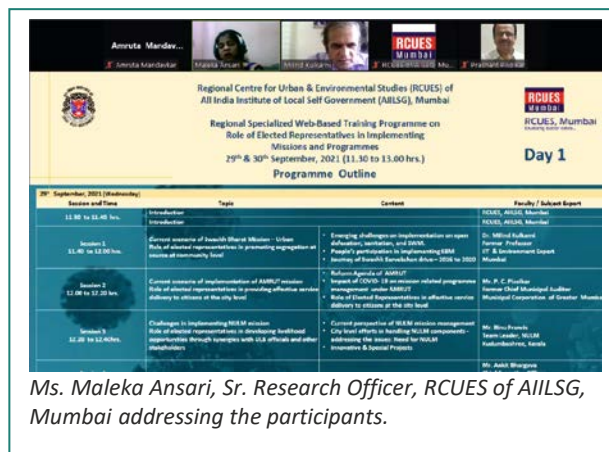 Amruta Mandav...
Amruta Mandavkar
Maleka Ansari
Milind Kulkarni
RCUES
Mumbai
Regional Centre for Urban & Environmental Studies (RCUES) of
All India Institute of Local Self Government (AIILSG), Mumbai
RCUES
Mumbai
RCUES, Mumbai
Regional Specialized Web-Based Training Programme on
Role of Elected Representatives in Implementing
Missions and Programmes
29th & 30th September, 2021 (11.30 to 13.00 hrs.)
Programme Outline
Day 1
29th September, 2021 (Wednesday)
Session and Time
Topic
Content
Faculty / Subject Expert
11.30 to 11.40 hrs.
Introduction
RCUES, AIILSG, Mumbai
Introduction
RCUES, AIILSG, Mumbai
Session 1
11.40 to 12.00 hrs.
Current scenario of Swachh Bharat Mission - Urban
Role of elected representatives in promoting segregation at
source at community level
Emerging challenges on implementation on open
defecation, sanitation, and SWM.
People's participation in implementing SBM
Journey of Swachh Survekshan drive – 2016 to 2020
Dr. Milind Kulkarni
Former Professor
IIT & Environment Expert
Mumbai
Session 2
12.00 to 12.20 hrs.
Current scenario of implementation of AMRUT mission
Role of elected representatives in providing effective service
delivery to citizens at the city level
Reform Agenda of AMRUT
Impact of COVID- 19 on mission related programme
management under AMRUT
Role of Elected Representatives in effective service
delivery to citizens at the city level
Mr. P. C. Pisolkar
Former Chief Municipal Auditor
Municipal Corporation of Greater Mumbai
Session 3
12.20 to 12.40hrs.
Challenges in implementing NULM mission
Role of elected representatives in developing livelihood
opportunities through synergies with ULB officials and other
stakeholders
Current perspective of NULM mission management
City level efforts in handling NULM components -
addressing the issues. Need for NULM
Innovative & Special Projects
Mr. Binu Francis
Team Leader, NULM
Kudumbashree, Kerala
Mr. Ankit Bhargava
Ms. Maleka Ansari, Sr. Research Officer, RCUES of AIILSG,
Mumbai addressing the participants.